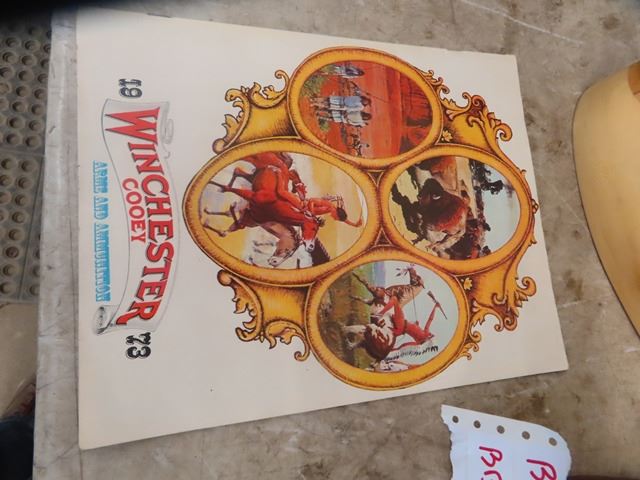 19 WINCHESTER 73
COOEY
ARMS AND AMMUNITION